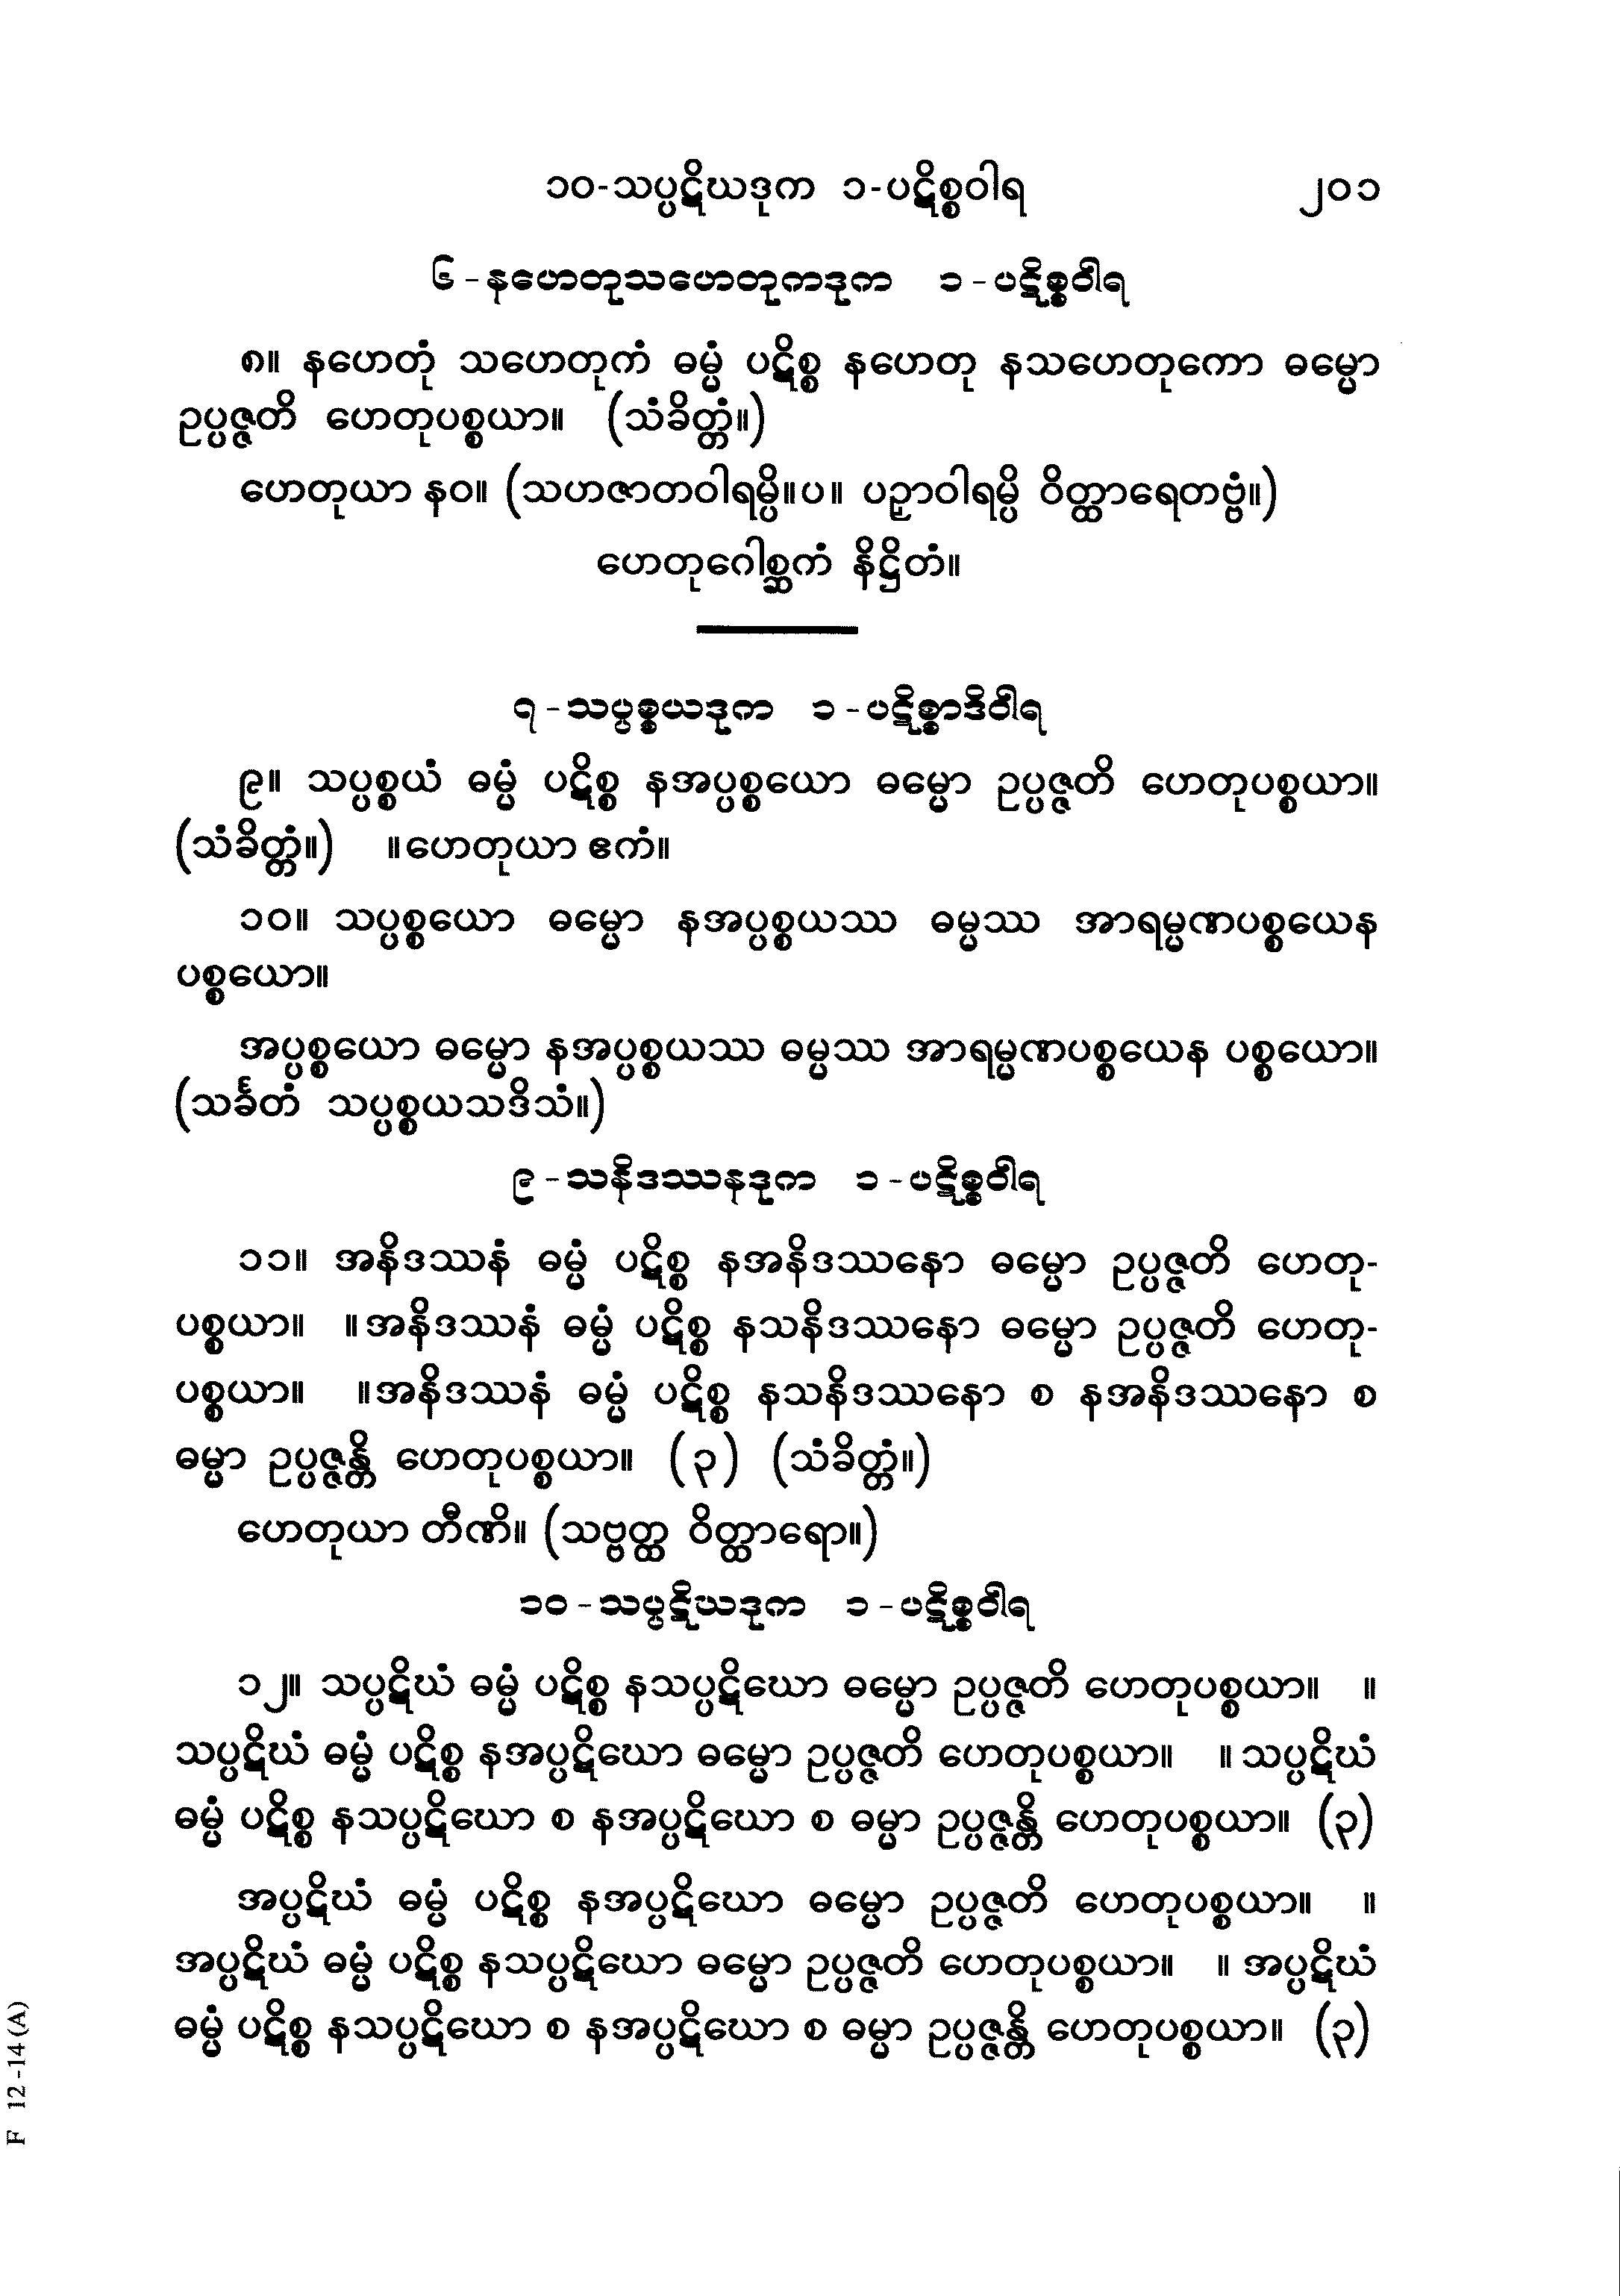 ၁၀-သပ္ပဋိဃဒုက ၁-ပဋိစ္စဝါရ ၂၀၁
၆-နဟေတုသဟေတုကဒုက ၁-ပဋိစ္စဝါရ
၈။ နဟေတုံ သဟေတုကံ ဓမ္မံ ပဋိစ္စ နဟေတု နသဟေတုကော ဓမ္မော
ဥပ္ပဇ္ဇတိ ဟေတုပစ္စယာ။ (သံခိတ္တံ။)
ဟေတုယာ နဝ။ (သဟဇာတဝါရမ္ပိ။ပ။ ပဉှာဝါရမ္ပိ ဝိတ္ထာရေတဗ္ဗံ။)
ဟေတုဂေါစ္ဆကံ နိဋ္ဌိတံ။
၇-သပ္ပစ္စယဒုက ၁-ပဋိစ္စာဒိဝါရ
၉။ သပ္ပစ္စယံ ဓမ္မံ ပဋိစ္စ နအပ္ပစ္စယော ဓမ္မော ဥပ္ပဇ္ဇတိ ဟေတုပစ္စယာ။
(သံခိတ္တံ။) ။ဟေတုယာ ဧကံ။
၁၀။ သပ္ပစ္စယော ဓမ္မော နအပ္ပစ္စယဿ ဓမ္မဿ အာရမ္မဏပစ္စယေန
ပစ္စယော။
အပ္ပစ္စယော ဓမ္မော နအပ္ပစ္စယဿ ဓမ္မဿ အာရမ္မဏပစ္စယေန ပစ္စယော။
(သင်္ခတံ သပ္ပစ္စယသဒိသံ။)
၉-သနိဒဿနဒုက ၁-ပဋိစ္စဝါရ
၁၁။ အနိဒဿနံ ဓမ္မံ ပဋိစ္စ နအနိဒဿနော ဓမ္မော ဥပ္ပဇ္ဇတိ ဟေတု-
ပစ္စယာ။ ။အနိဒဿနံ ဓမ္မံ ပဋိစ္စ နသနိဒဿနော ဓမ္မော ဥပ္ပဇ္ဇတိ ဟေတု-
ပစ္စယာ။ ။အနိဒဿနံ ဓမ္မံ ပဋိစ္စ နသနိဒဿနော စ နအနိဒဿနော စ
ဓမ္မာ ဥပ္ပဇ္ဇန္တိ ဟေတုပစ္စယာ။ (၃) (သံခိတ္တံ။)
ဟေတုယာ တီဏိ။ (သဗ္ဗတ္ထ ဝိတ္ထာရော။)
၁၀-သပ္ပဋိဃဒုက ၁-ပဋိစ္စဝါရ
၁၂။ သပ္ပဋိဃံ ဓမ္မံ ပဋိစ္စ နသပ္ပဋိဃော ဓမ္မော ဥပ္ပဇ္ဇတိ ဟေတုပစ္စယာ။ ။
သပ္ပဋိဃံ ဓမ္မံ ပဋိစ္စ နအပ္ပဋိဃော ဓမ္မော ဥပ္ပဇ္ဇတိ ဟေတုပစ္စယာ။ ။သပ္ပဋိဃံ
ဓမ္မံ ပဋိစ္စ နသပ္ပဋိဃော စ နအပ္ပဋိဃော စ ဓမ္မာ ဥပ္ပဇ္ဇန္တိ ဟေတုပစ္စယာ။ (၃)
အပ္ပဋိဃံ ဓမ္မံ ပဋိစ္စ နအပ္ပဋိဃော ဓမ္မော ဥပ္ပဇ္ဇတိ ဟေတုပစ္စယာ။ ။
အပ္ပဋိဃံ ဓမ္မံ ပဋိစ္စ နသပ္ပဋိဃော ဓမ္မော ဥပ္ပဇ္ဇတိ ဟေတုပစ္စယာ။ ။ အပ္ပဋိဃံ
ဓမ္မံ ပဋိစ္စ နသပ္ပဋိဃော စ နအပ္ပဋိဃော စ ဓမ္မာ ဥပ္ပဇ္ဇန္တိ ဟေတုပစ္စယာ။ (၃)
F 12-14(A)